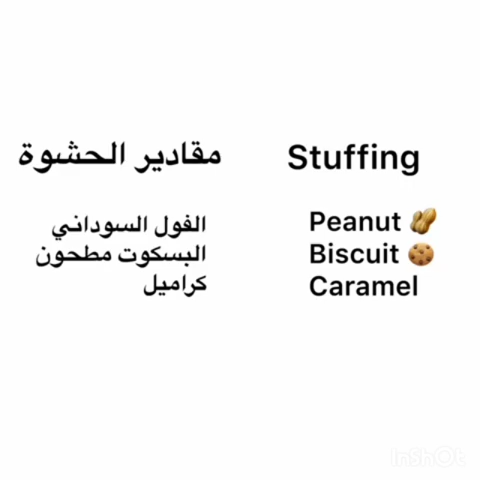 مقادير الحشوة
الفول السوداني
البسكوت مطحون
كراميل
Stuffing
Peanut 🥜
Biscuit 🍪
Caramel
InShOt